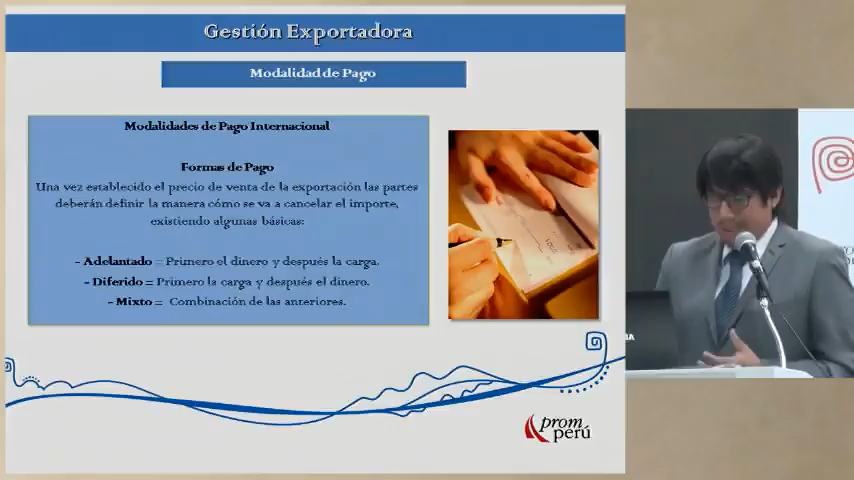 Gestión Exportadora
Modalidad de Pago
Modalidades de Pago Internacional
Formas de Pago
Una vez establecido el precio de venta de la exportación las partes
deberán definir la manera cómo se va a cancelar el importe,
existiendo algunas básicas:
- Adelantado = Primero el dinero y después la carga.
- Diferido = Primero la carga y después el dinero.
- Mixto = Combinación de las anteriores.
prom
perú